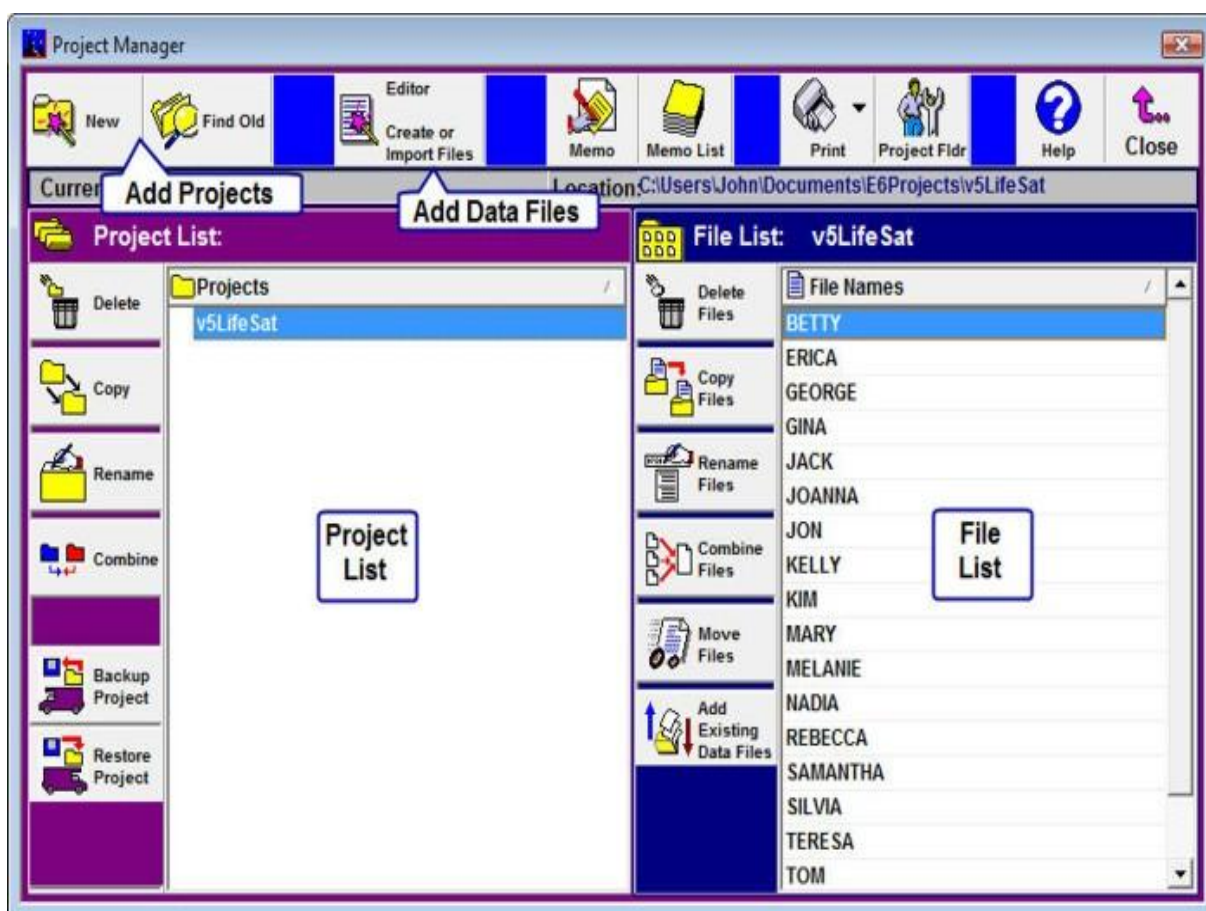 Project Manager
New
Find Old
Editor
Create or
Import Files
Memo
Memo List
Print
Project Fldr
Help
Close
Add Projects
Add Data Files
Location:C:\Users\John\Documents\E6Projects\v5LifeSat
Project List:
File List: v5LifeSat
Delete
Copy
Rename
Combine
Backup
Project
Restore
Project
Projects
v5LifeSat
Project
List
Delete
Files
Copy
Files
Rename
Files
Combine
Files
Move
Files
Add
Existing
Data Files
File Names
BETTY
ERICA
GEORGE
GINA
JACK
JOANNA
JON
KELLY
KIM
MARY
MELANIE
NADIA
REBECCA
SAMANTHA
SILVIA
TERESA
TOM
File
List